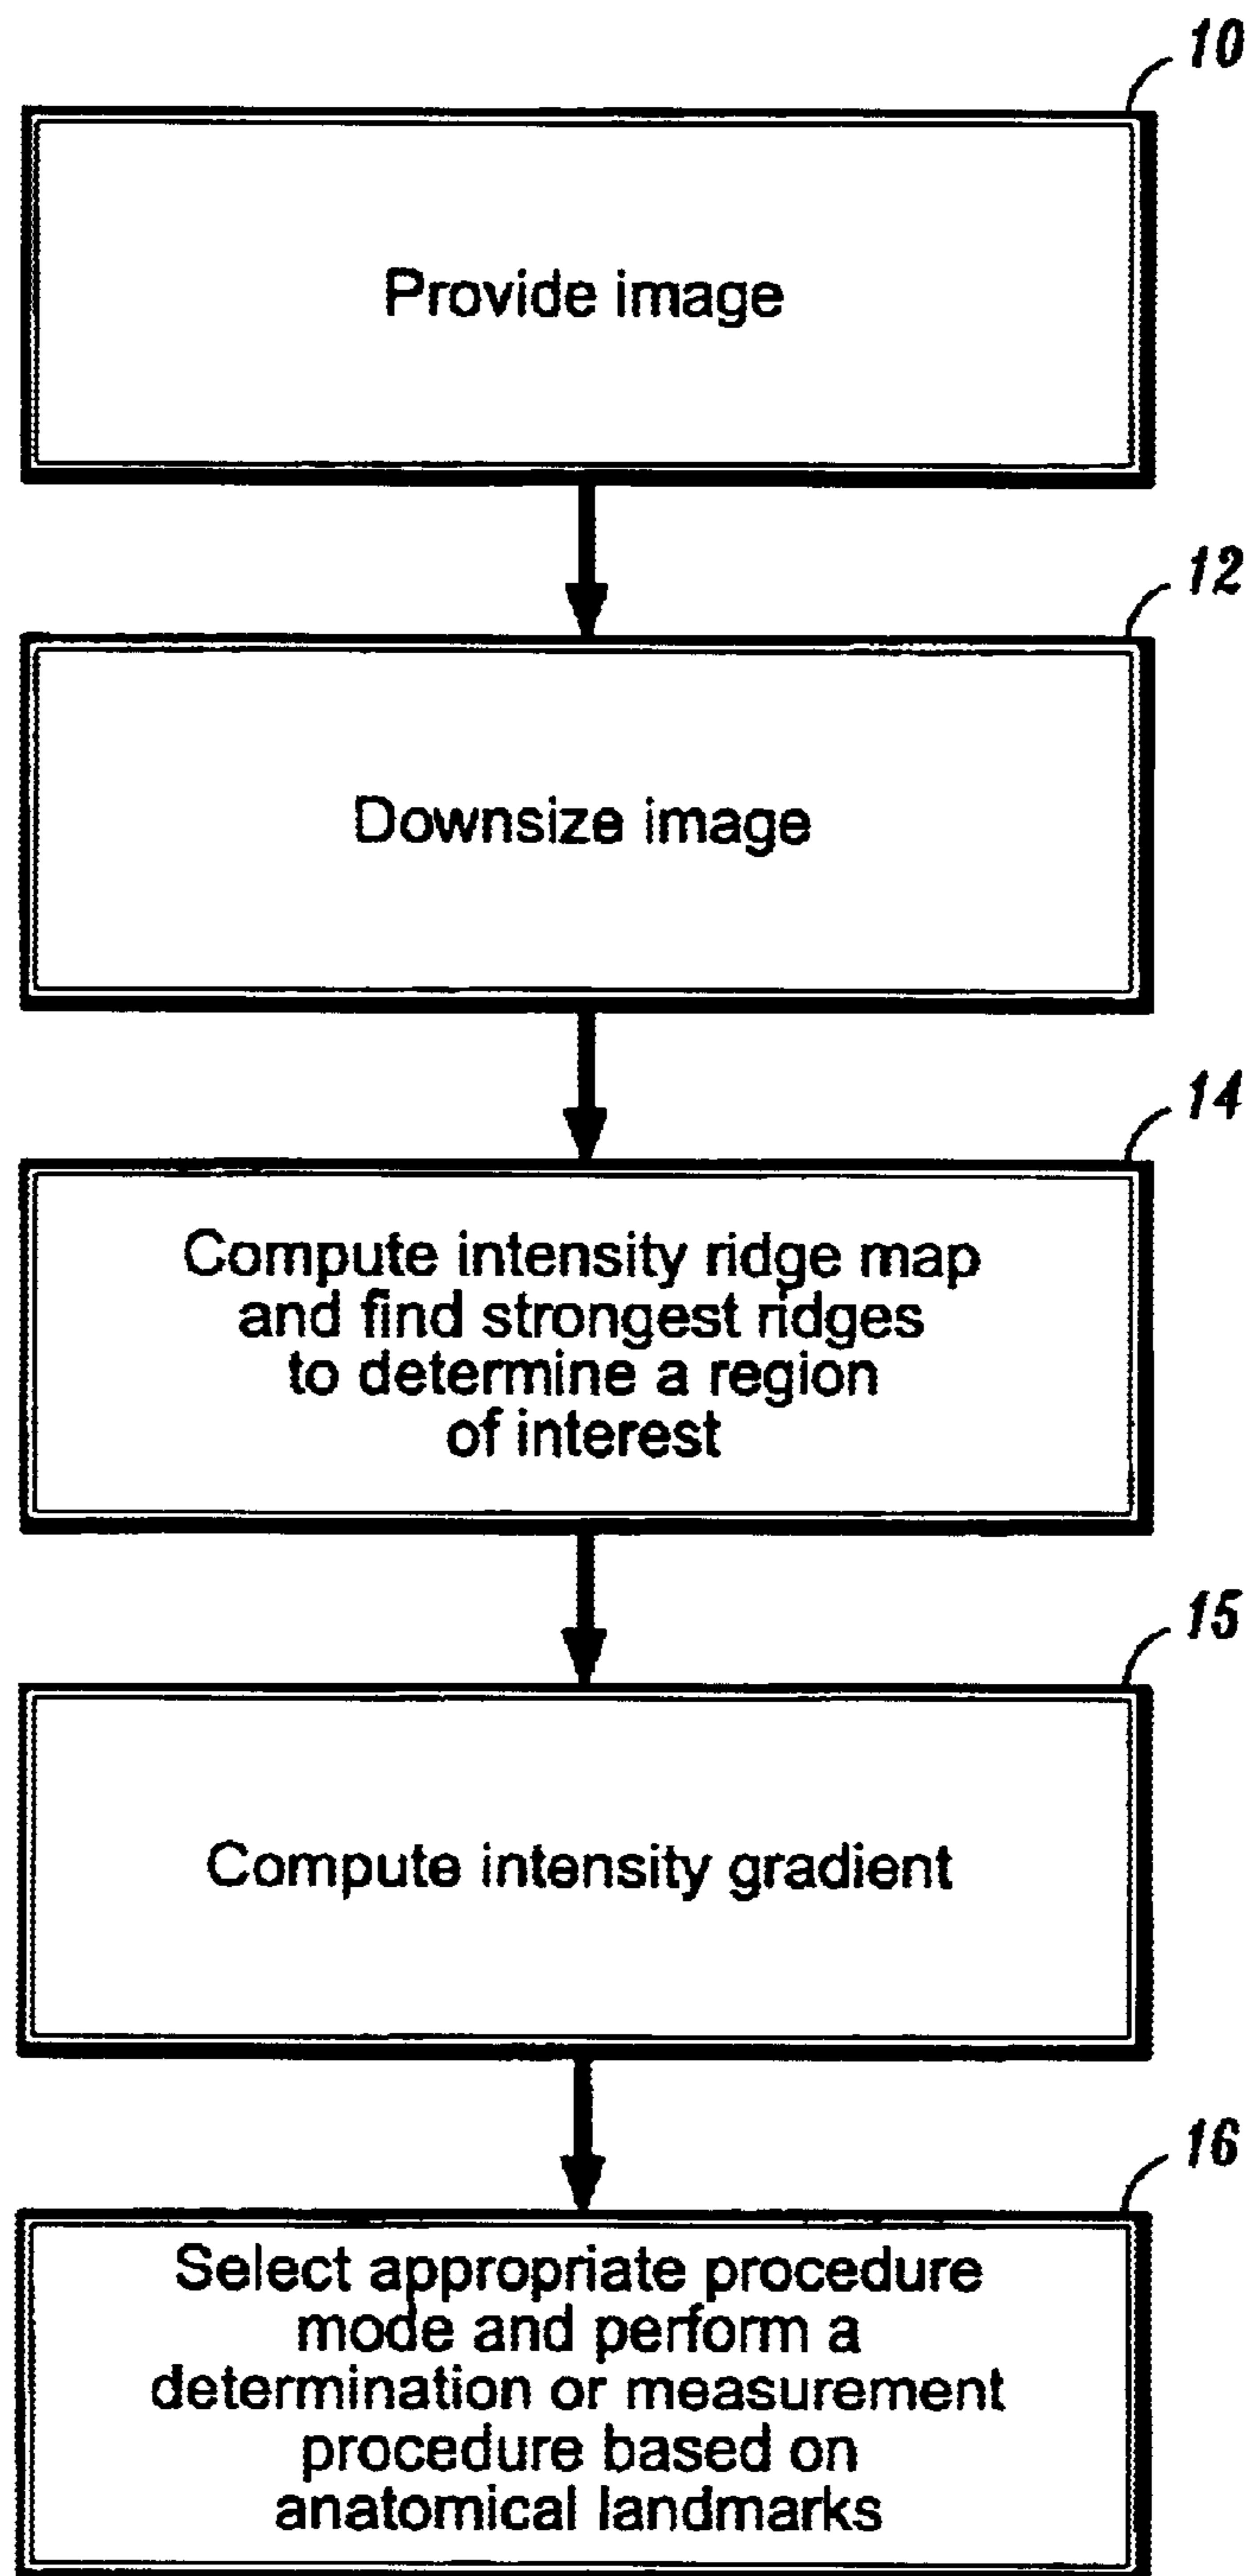 10
Provide image
12
Downsize image
14
Compute intensity ridge map
and find strongest ridges
to determine a region
of interest
15
Compute intensity gradient
16
Select appropriate procedure
mode and perform a
determination or measurement
procedure based on
anatomical landmarks